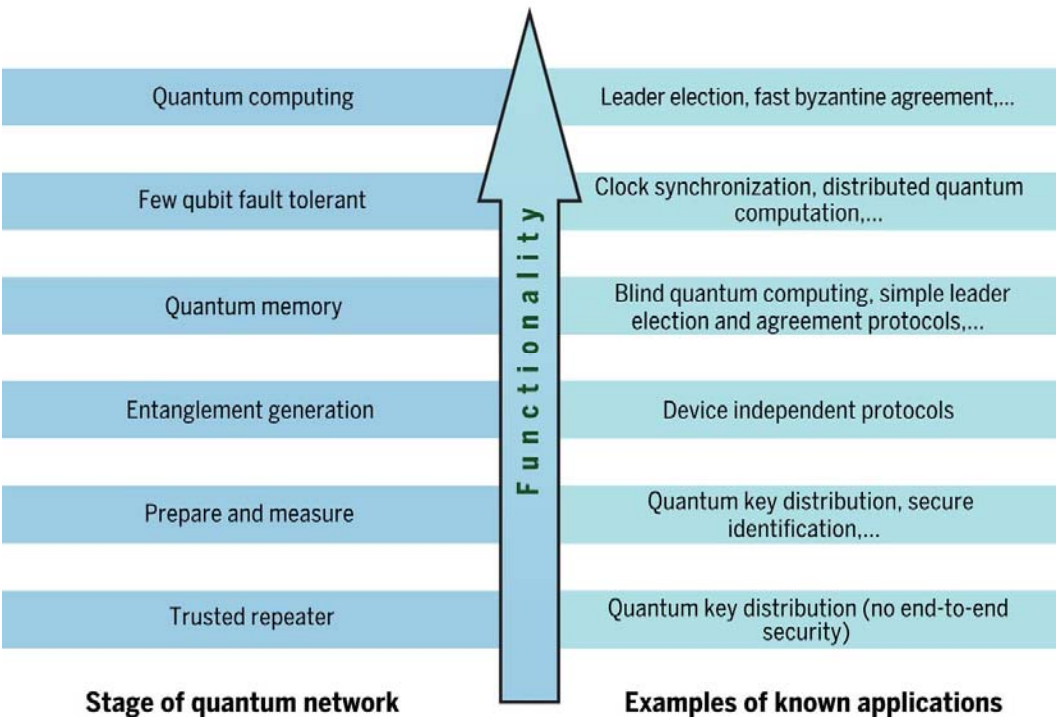 Quantum computing
Leader election, fast byzantine agreement,...
Few qubit fault tolerant
Clock synchronization, distributed quantum
computation,...
Quantum memory
Blind quantum computing, simple leader
election and agreement protocols,...
Entanglement generation
Device independent protocols
Prepare and measure
Quantum key distribution, secure
identification,...
Trusted repeater
Quantum key distribution (no end-to-end
security)
Functionality
Stage of quantum network
Examples of known applications